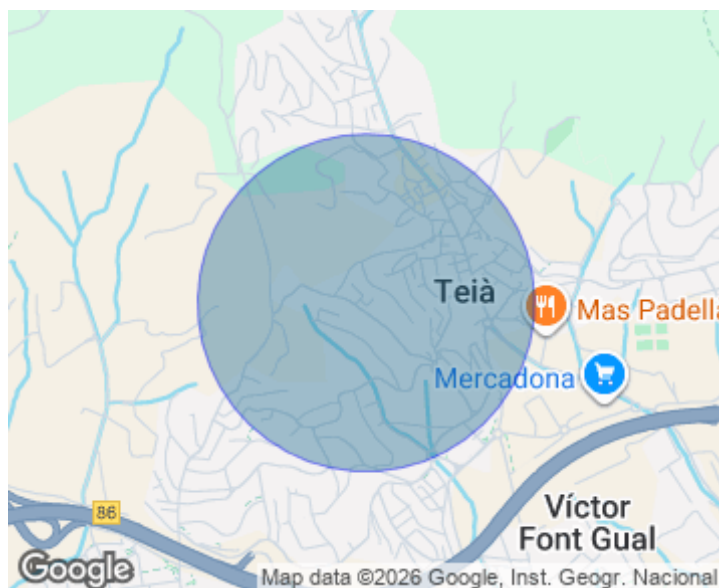 Teià
Mas Padella
Mercadona
86
Víctor
Font Gual
Google
Map data ©2026 Google, Inst. Geogr. Nacional